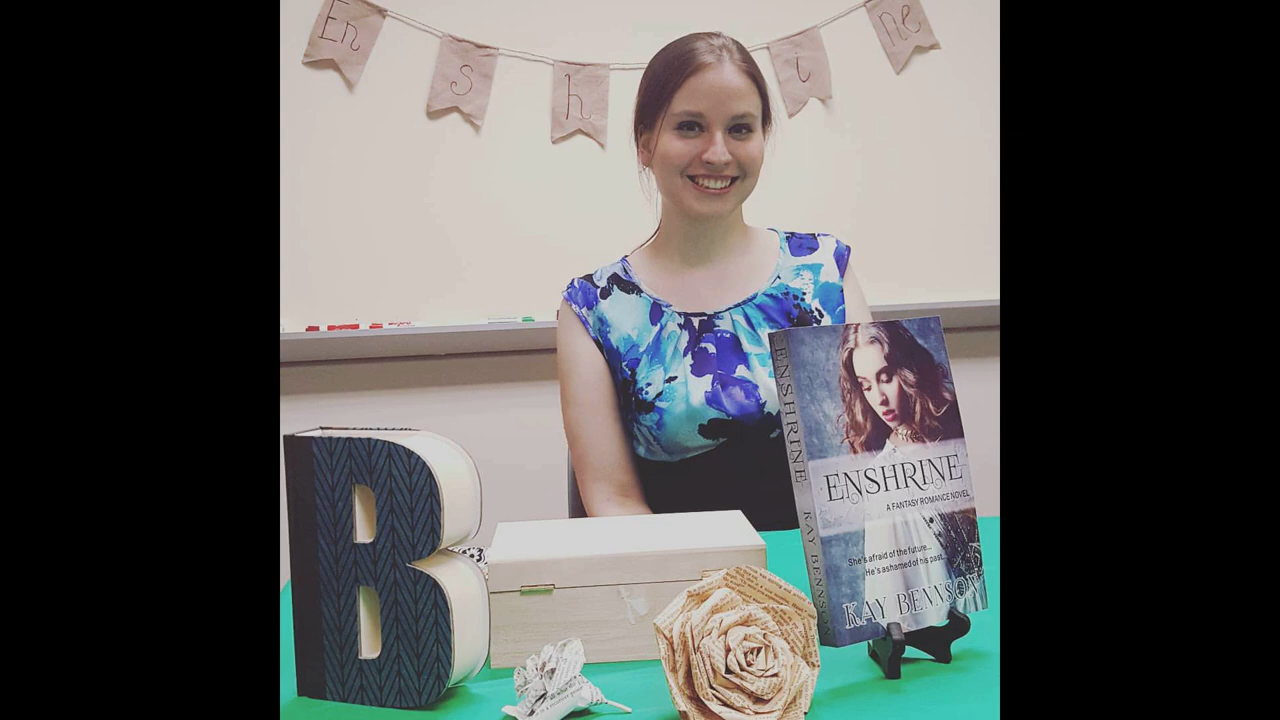 En
s
h
i
ne
ENSHRINE
KAY BENNSON
ENSHRINE
A FANTASY ROMANCE NOVEL
She's afraid of the future...
He's ashamed of his past...
KAY BENNSON
B